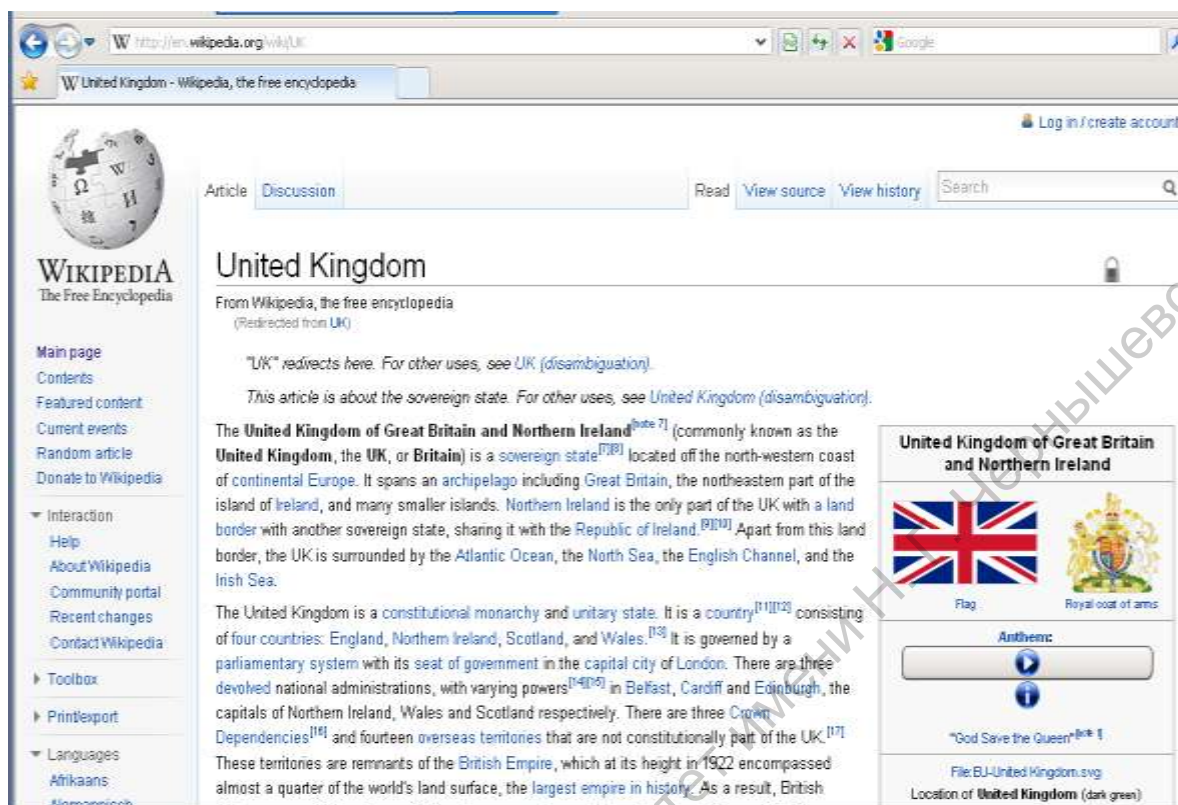 http://en.wikipedia.org/wiki/UK
Google
United Kingdom - Wikipedia, the free encyclopedia
Log in / create account
Article Discussion Read View source View history Search
WIKIPEDIA
The Free Encyclopedia
Main page
Contents
Featured content
Current events
Random article
Donate to Wikipedia
Interaction
Help
About Wikipedia
Community portal
Recent changes
Contact Wikipedia
Toolbox
Print/export
Languages
Afrikaans
Alemannisch
United Kingdom
From Wikipedia, the free encyclopedia
(Redirected from UK)
"UK" redirects here. For other uses, see UK (disambiguation).
This article is about the sovereign state. For other uses, see United Kingdom (disambiguation).
The United Kingdom of Great Britain and Northern Ireland[note 7] (commonly known as the
United Kingdom, the UK, or Britain) is a sovereign state[7][8] located off the north-western coast
of continental Europe. It spans an archipelago including Great Britain, the northeastern part of the
island of Ireland, and many smaller islands. Northern Ireland is the only part of the UK with a land
border with another sovereign state, sharing it with the Republic of Ireland.[9][10] Apart from this land
border, the UK is surrounded by the Atlantic Ocean, the North Sea, the English Channel, and the
Irish Sea.
The United Kingdom is a constitutional monarchy and unitary state. It is a country[11][12] consisting
of four countries: England, Northern Ireland, Scotland, and Wales.[13] It is governed by a
parliamentary system with its seat of government in the capital city of London. There are three
devolved national administrations, with varying powers[14][15] in Belfast, Cardiff and Edinburgh, the
capitals of Northern Ireland, Wales and Scotland respectively. There are three Crown
Dependencies[16] and fourteen overseas territories that are not constitutionally part of the UK.[17]
These territories are remnants of the British Empire, which at its height in 1922 encompassed
almost a quarter of the world's land surface, the largest empire in history. As a result, British
United Kingdom of Great Britain
and Northern Ireland
Flag Royal coat of arms
Anthem:
"God Save the Queen"
File:EU-United Kingdom.svg
Location of United Kingdom (dark green)
тет имени Н. Г. Чернышевс